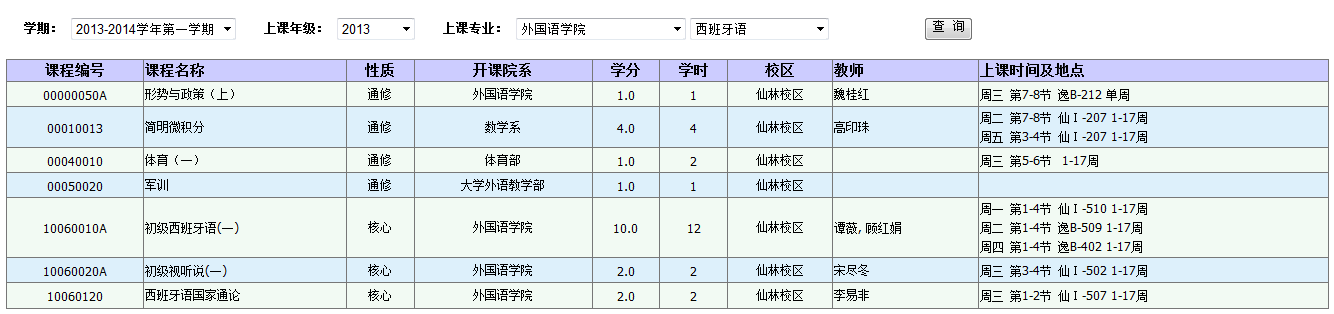 学期： 2013-2014学年第一学期 上课年级： 2013 上课专业： 外国语学院 西班牙语 查 询
课程编号 课程名称 性质 开课院系 学分 学时 校区 教师 上课时间及地点
00000050A 形势与政策（上） 通修 外国语学院 1.0 1 仙林校区 魏桂红 周三 第7-8节 逸B-212 单周
00010013 简明微积分 通修 数学系 4.0 4 仙林校区 高印珠 周二 第7-8节 仙Ⅰ-207 1-17周
周五 第3-4节 仙Ⅰ-207 1-17周
00040010 体育（一） 通修 体育部 1.0 2 仙林校区 周三 第5-6节 1-17周
00050020 军训 通修 大学外语教学部 1.0 1 仙林校区
10060010A 初级西班牙语(一) 核心 外国语学院 10.0 12 仙林校区 谭薇, 顾红娟 周一 第1-4节 仙Ⅰ-510 1-17周
周二 第1-4节 逸B-509 1-17周
周四 第1-4节 逸B-402 1-17周
10060020A 初级视听说(一) 核心 外国语学院 2.0 2 仙林校区 宋尽冬 周三 第3-4节 仙Ⅰ-502 1-17周
10060120 西班牙语国家通论 核心 外国语学院 2.0 2 仙林校区 李易非 周三 第1-2节 仙Ⅰ-507 1-17周